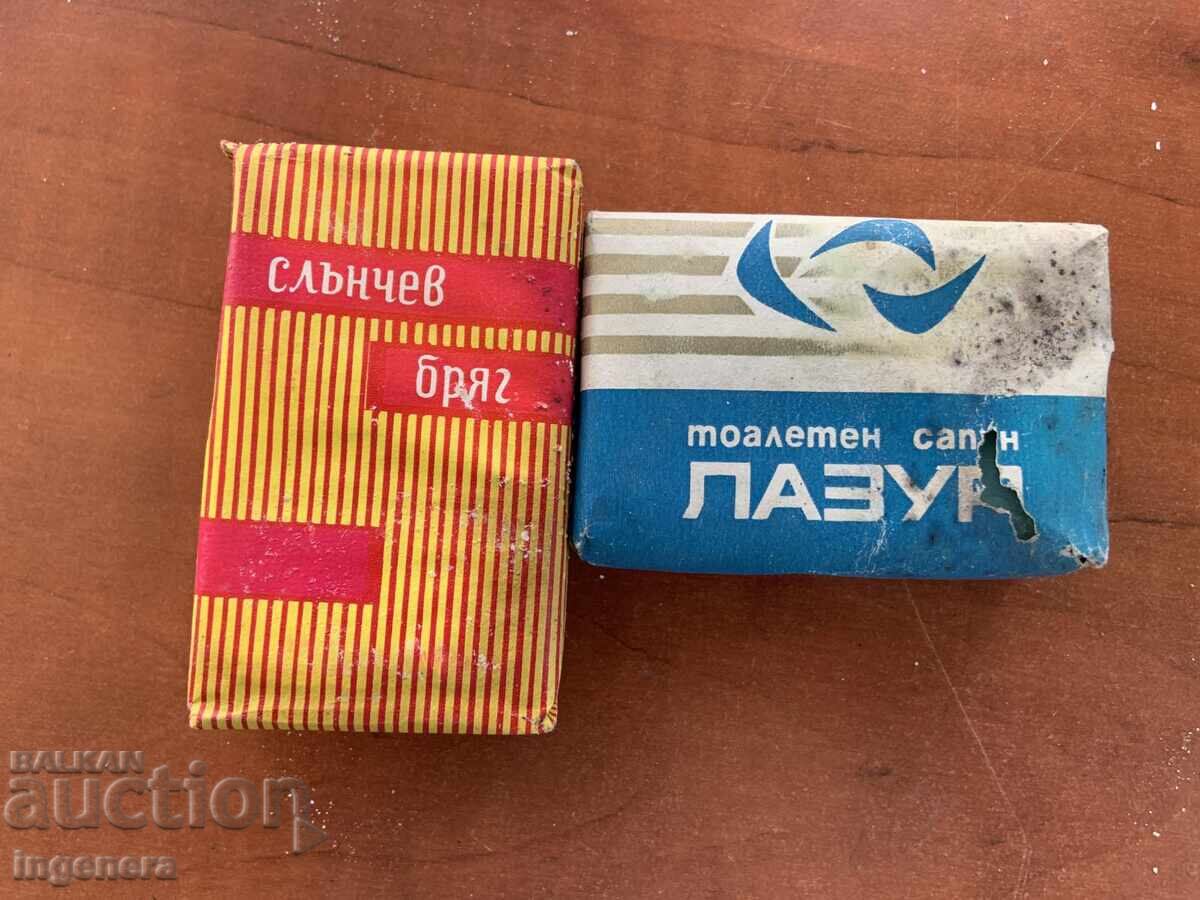 слънчев
бряг
тоалетен сапун
ЛАЗУР
BALKAN
auction
ingenera